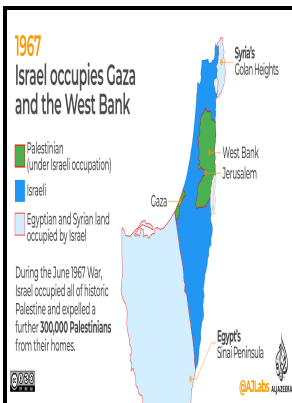 1967
Israel occupies Gaza
and the West Bank
Syria's
Golan Heights
Palestinian
(under Israeli occupation)
Israeli
Egyptian and Syrian land
occupied by Israel
West Bank
Jerusalem
Gaza
During the June 1967 War,
Israel occupied all of historic
Palestine and expelled a
further 300,000 Palestinians
from their homes.
Egypt's
Sinai Peninsula
@AJLabs
ALJAZEERA